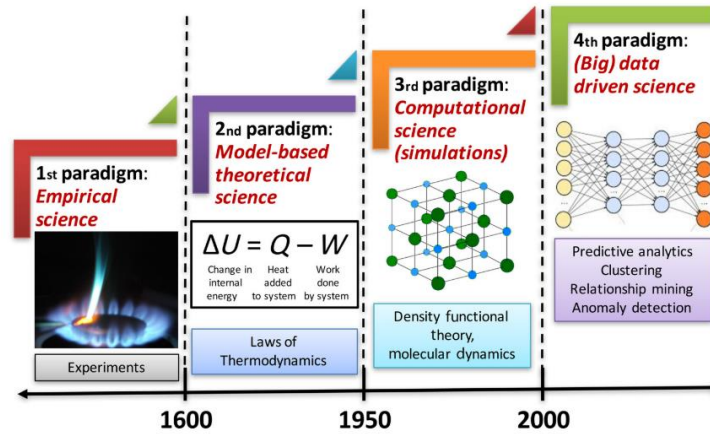 1st paradigm:
Empirical
science
Experiments
2nd paradigm:
Model-based
theoretical
science
ΔU = Q – W
Change in internal energy
Heat added to system
Work done by system
Laws of
Thermodynamics
3rd paradigm:
Computational
science
(simulations)
Density functional
theory,
molecular dynamics
4th paradigm:
(Big) data
driven science
...
...
...
...
Predictive analytics
Clustering
Relationship mining
Anomaly detection
1600
1950
2000